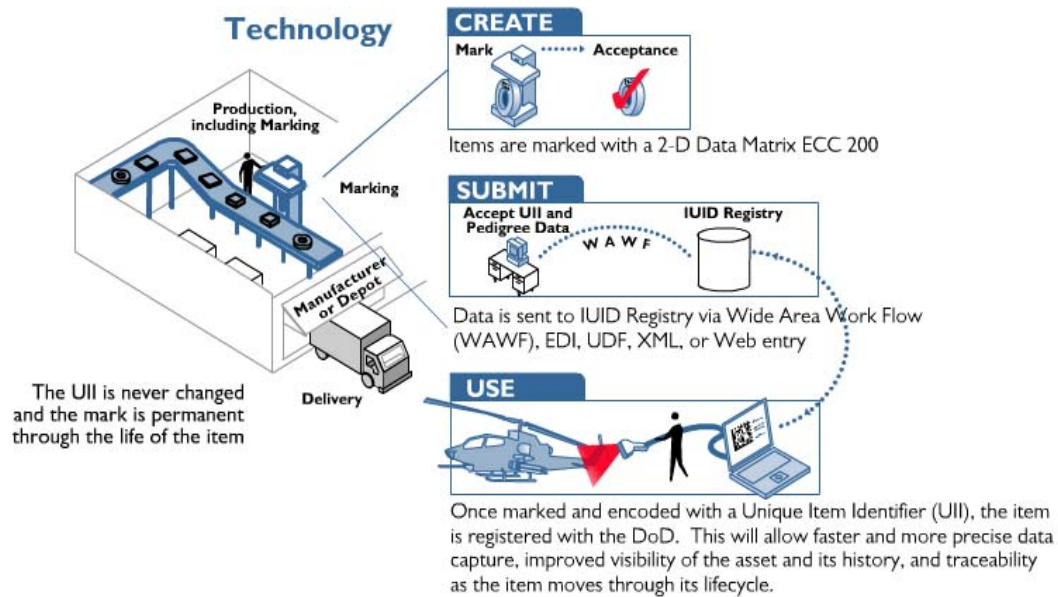 Technology
Production,
including Marking
Marking
Manufacturer
or Depot
Delivery
The UII is never changed
and the mark is permanent
through the life of the item
CREATE
Mark
Acceptance
Items are marked with a 2-D Data Matrix ECC 200
SUBMIT
Accept UII and
Pedigree Data
WAWF
IUID Registry
Data is sent to IUID Registry via Wide Area Work Flow
(WAWF), EDI, UDF, XML, or Web entry
USE
Once marked and encoded with a Unique Item Identifier (UII), the item
is registered with the DoD.  This will allow faster and more precise data
capture, improved visibility of the asset and its history, and traceability
as the item moves through its lifecycle.